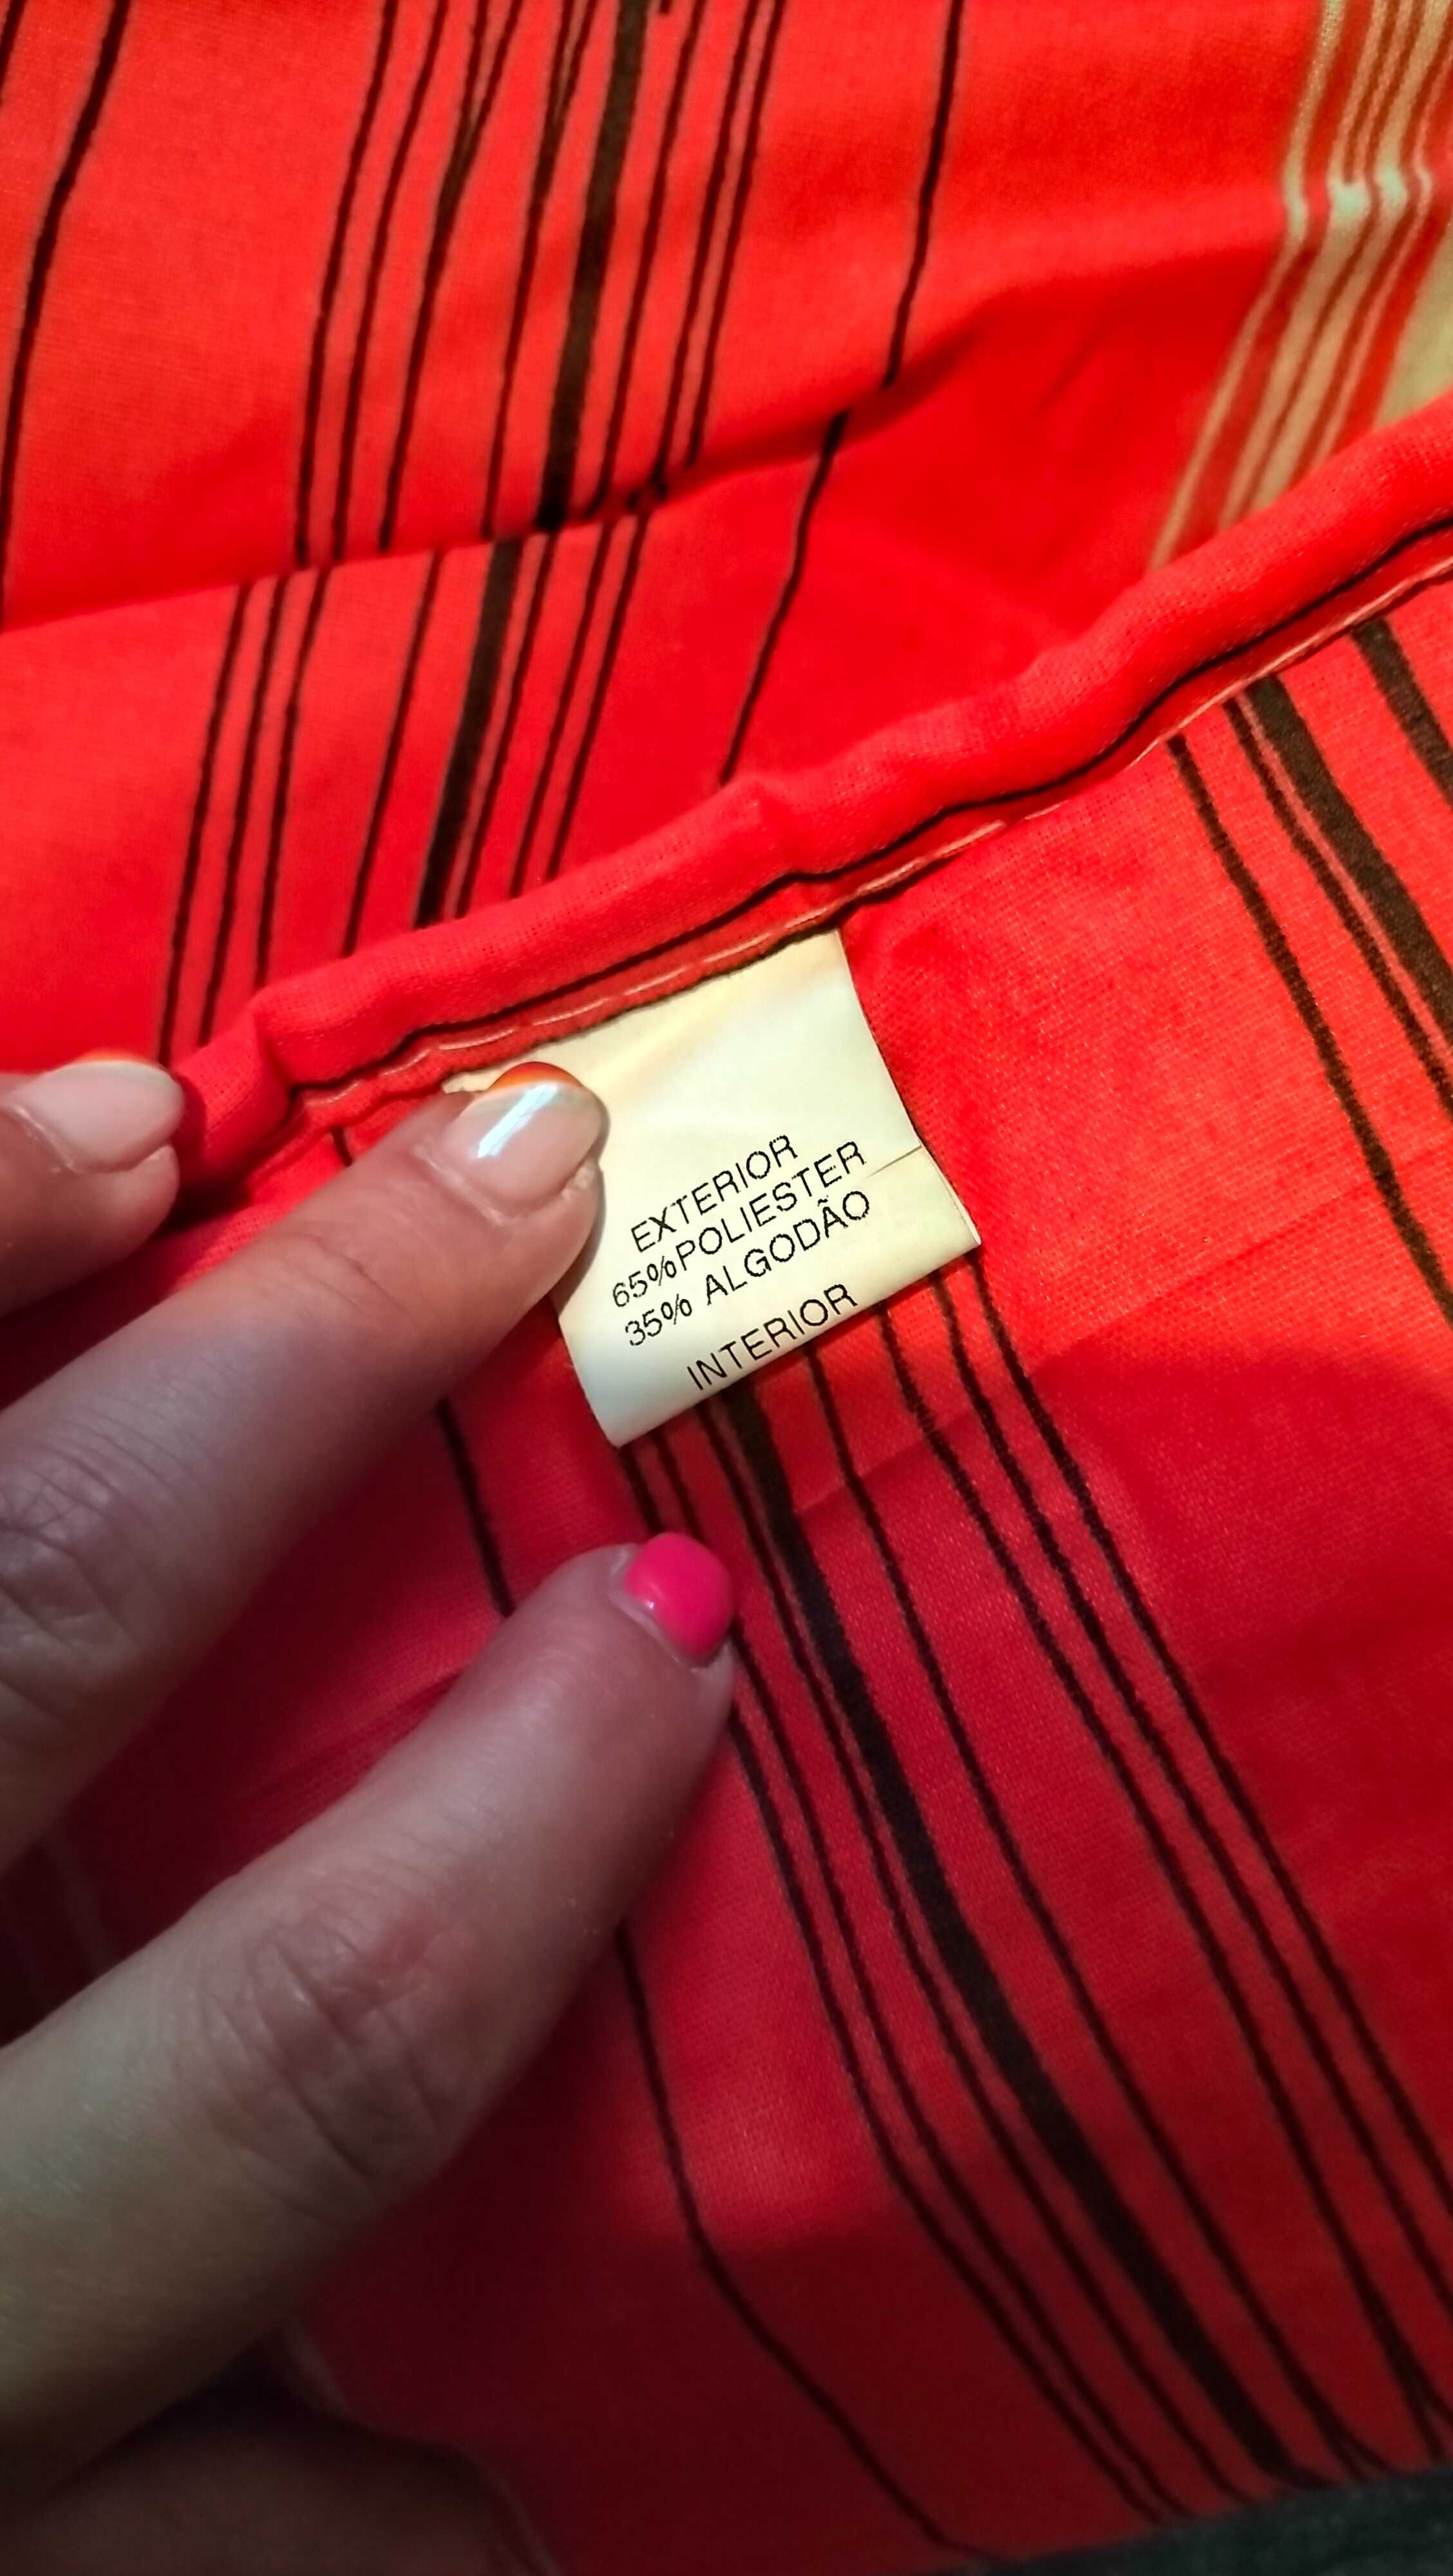 EXTERIOR
65%POLIESTER
35% ALGODÃO
INTERIOR